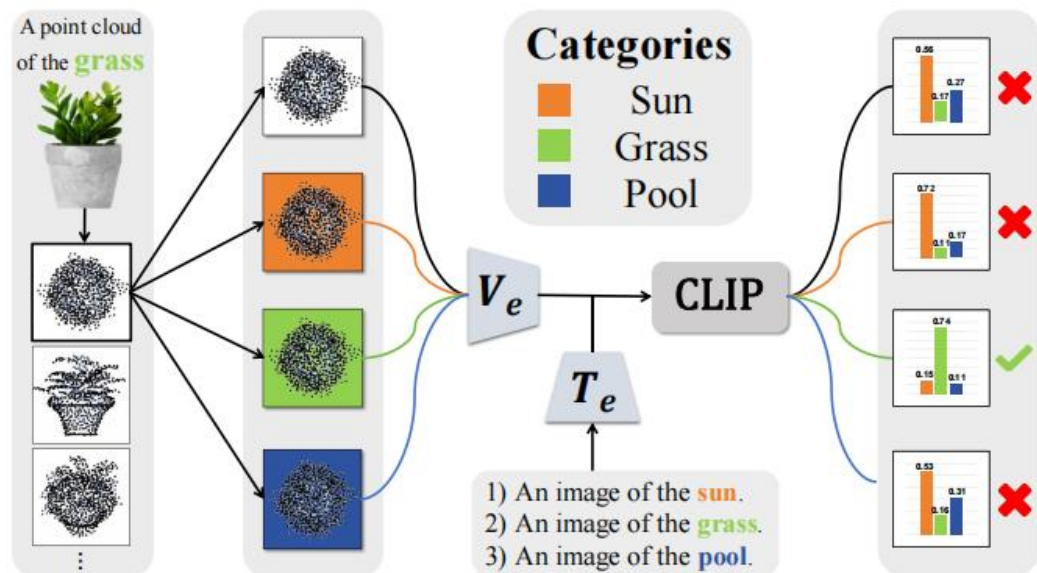 A point cloud
of the grass
⋮
Categories
Sun
Grass
Pool
V_e
CLIP
T_e
1) An image of the sun.
2) An image of the grass.
3) An image of the pool.
0.56
0.17
0.27
0.72
0.11
0.17
0.15
0.74
0.11
0.53
0.16
0.31